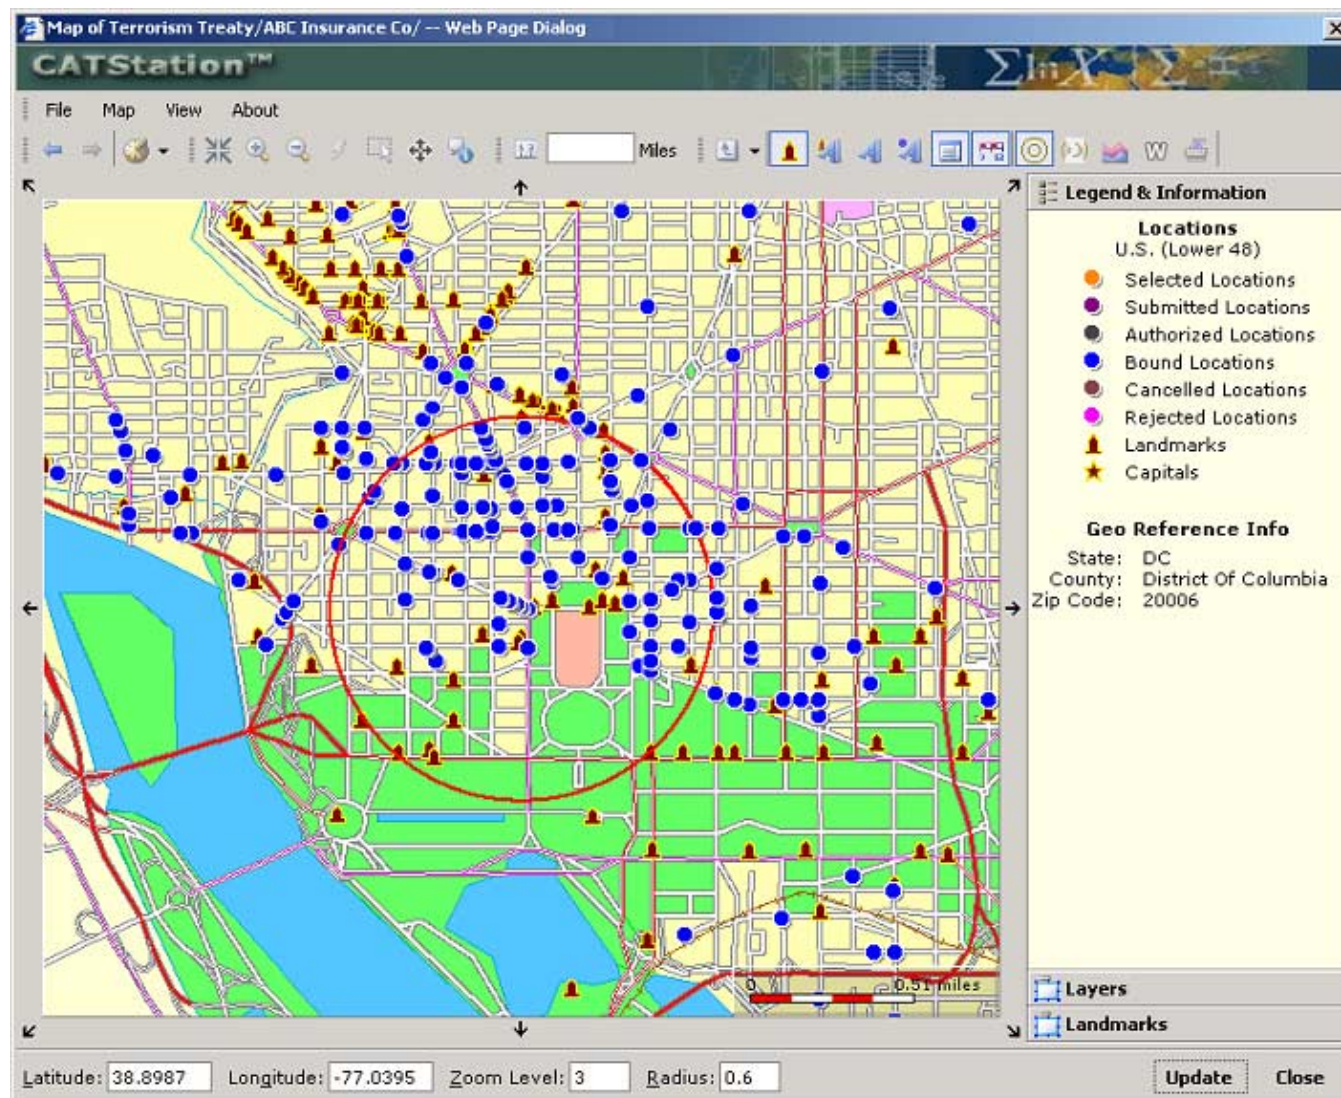 Map of Terrorism Treaty/ABC Insurance Co/ -- Web Page Dialog
CATStation™
ΣlnX Σ
File Map View About
1.2 Miles W
Legend & Information
Locations
U.S. (Lower 48)
Selected Locations
Submitted Locations
Authorized Locations
Bound Locations
Cancelled Locations
Rejected Locations
Landmarks
Capitals
Geo Reference Info
State: DC
County: District Of Columbia
Zip Code: 20006
0 0.51 miles
Layers
Landmarks
Latitude: 38.8987 Longitude: -77.0395 Zoom Level: 3 Radius: 0.6 Update Close